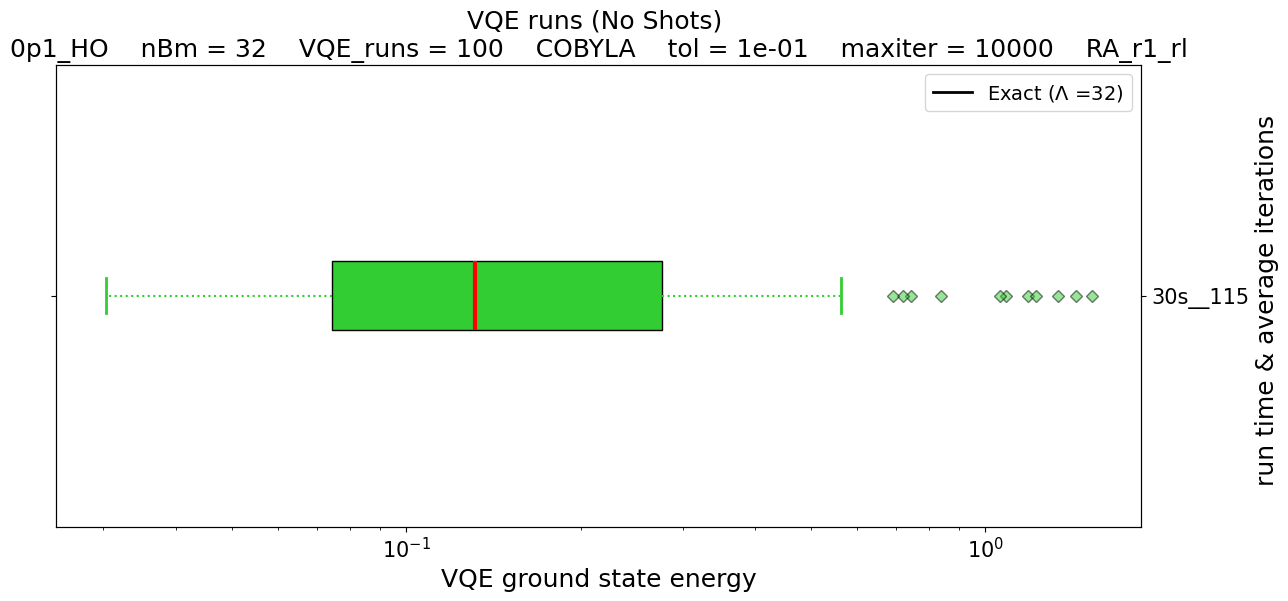 VQE runs (No Shots)
0p1_HO nBm = 32 VQE_runs = 100 COBYLA tol = 1e-01 maxiter = 10000 RA_r1_rl
Exact (Λ =32)
30s__115
run time & average iterations
10⁻¹ 10⁰
VQE ground state energy